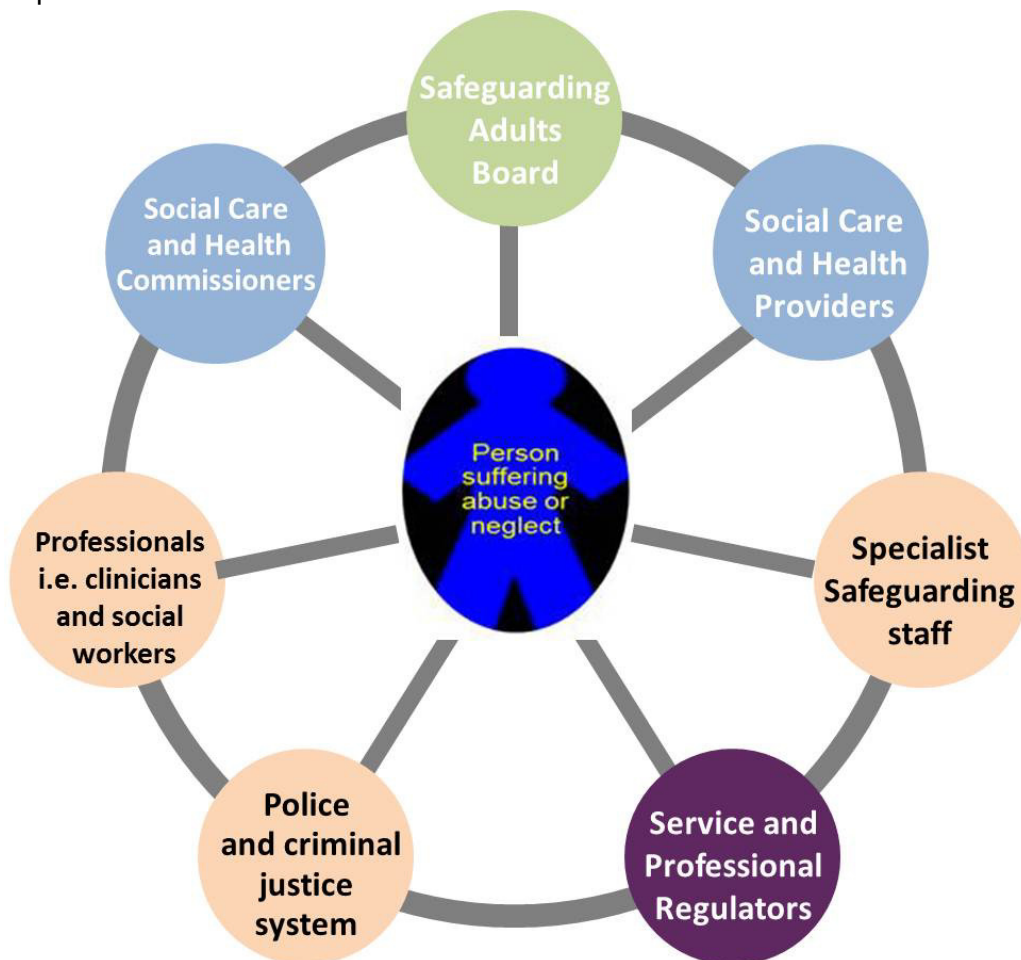 Safeguarding
Adults
Board
Social Care
and Health
Commissioners
Social Care
and Health
Providers
Person
suffering
abuse or
neglect
Professionals
i.e. clinicians
and social
workers
Specialist
Safeguarding
staff
Police
and criminal
justice
system
Service and
Professional
Regulators